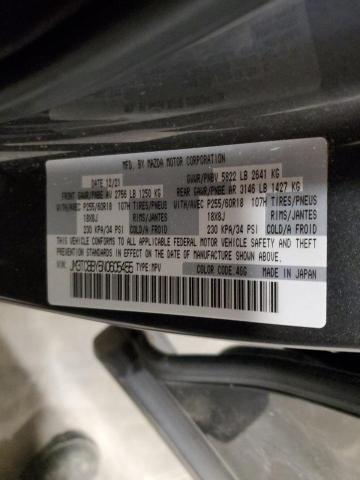 MFD. BY MAZDA MOTOR CORPORATION
DATE 12/21 GVWR/PNBV 5822 LB 2641 KG
FRONT GAWR/PNBE AV 2756 LB 1250 KG REAR GAWR/PNBE AR 3146 LB 1427 KG
WITH/AVEC P255/60R18 107H TIRES/PNEUS WITH/AVEC P255/60R18 107H TIRES/PNEUS
18X8J RIMS/JANTES 18X8J RIMS/JANTES
230 KPA/34 PSI COLD/A FROID 230 KPA/34 PSI COLD/A FROID
THIS VEHICLE CONFORMS TO ALL APPLICABLE FEDERAL MOTOR VEHICLE
SAFETY, BUMPER, AND THEFT PREVENTION STANDARDS IN EFFECT ON THE
DATE OF MANUFACTURE SHOWN ABOVE.
VIN: TYPE: MPV COLOR CODE: 46G MADE IN JAPAN